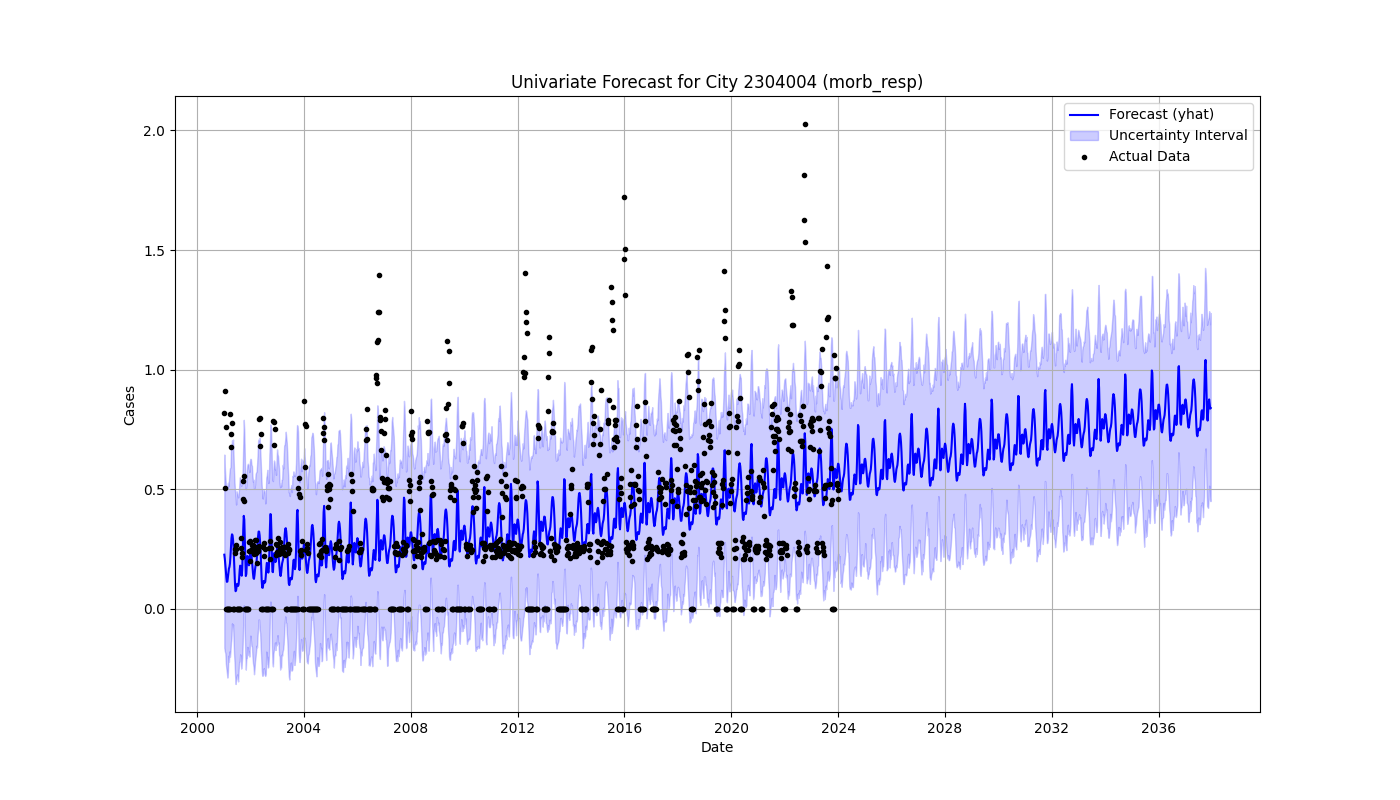 Univariate Forecast for City 2304004 (morb_resp)
Forecast (yhat)
Uncertainty Interval
Actual Data
Cases
2.0
1.5
1.0
0.5
0.0
2000 2004 2008 2012 2016 2020 2024 2028 2032 2036
Date